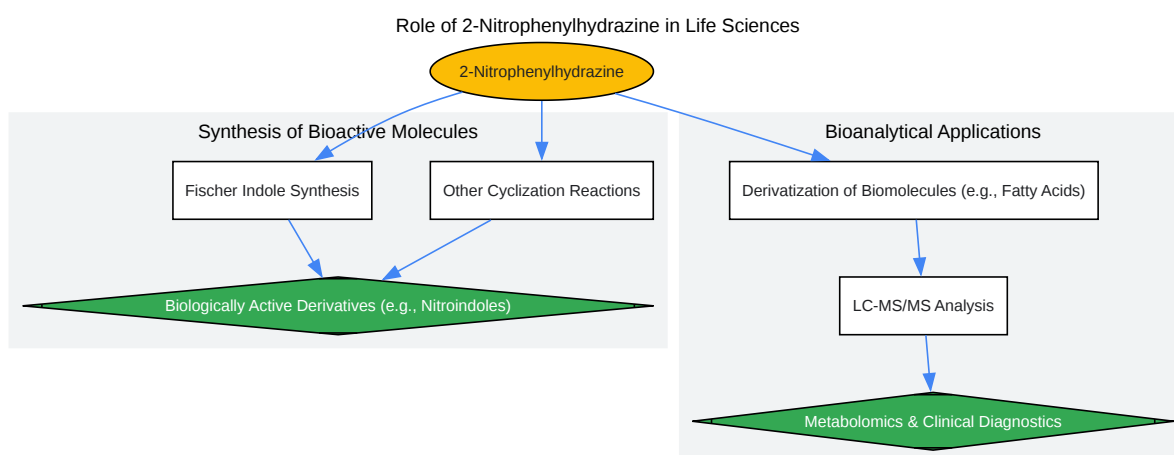 Role of 2-Nitrophenylhydrazine in Life Sciences
2-Nitrophenylhydrazine
Synthesis of Bioactive Molecules
Fischer Indole Synthesis
Other Cyclization Reactions
Biologically Active Derivatives (e.g., Nitroindoles)
Bioanalytical Applications
Derivatization of Biomolecules (e.g., Fatty Acids)
LC-MS/MS Analysis
Metabolomics & Clinical Diagnostics